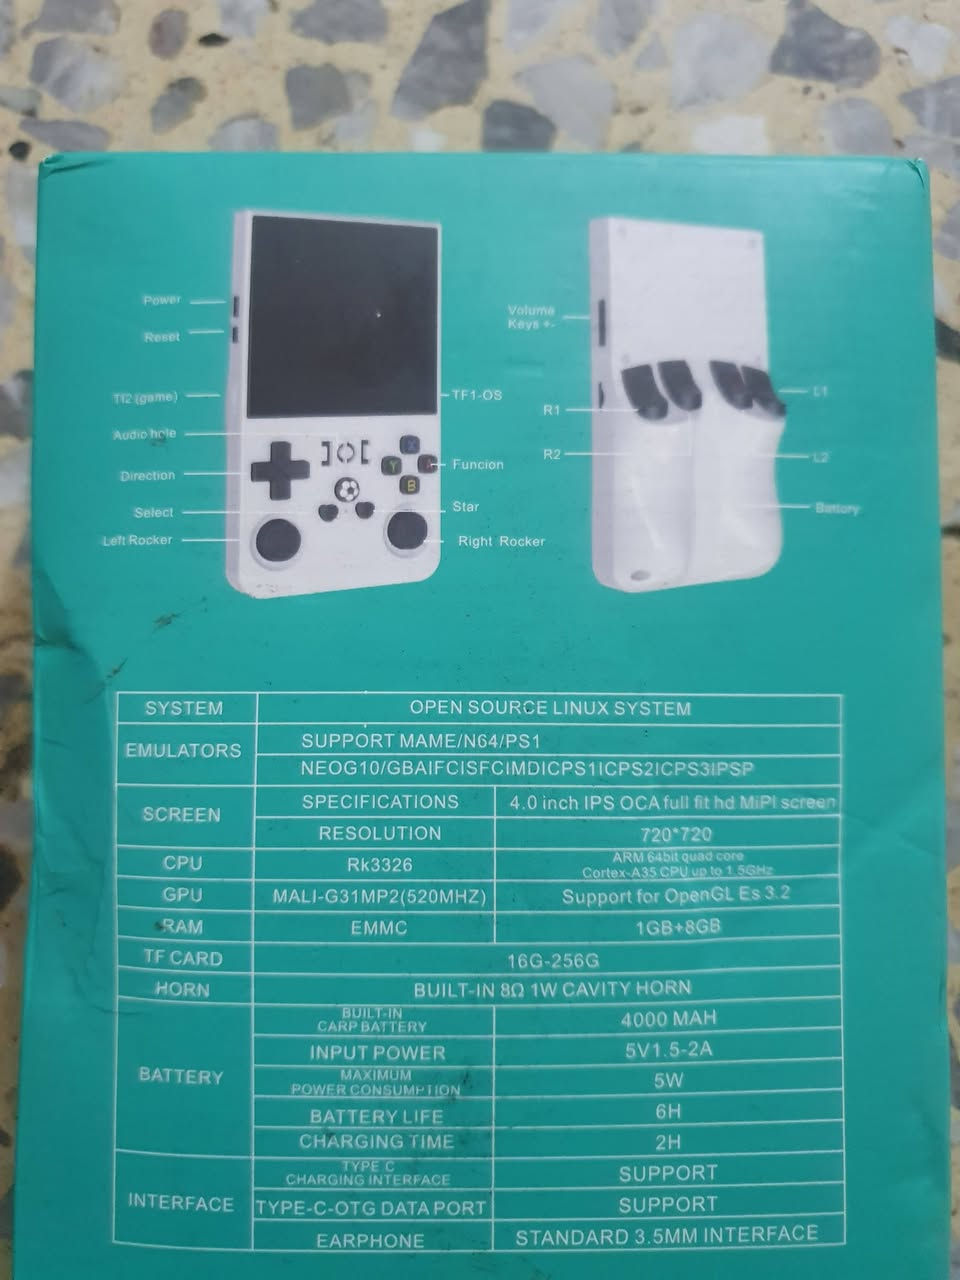 Power
Reset
Tf2(game)
Audio hole
Direction
Select
Left Rocker
TF1-OS
Funcion
Star
Right Rocker
X
Y
B
Volume
Keys +-
R1
R2
L1
L2
Battory
SYSTEM OPEN SOURCE LINUX SYSTEM
EMULATORS SUPPORT MAME/N64/PS1
NEOG10/GBAIFCISFCIMDICPS1ICPS2ICPS3IPSP
SCREEN SPECIFICATIONS 4.0 inch IPS OCA full fit hd MiPI screen
RESOLUTION 720*720
CPU Rk3326 ARM 64bit quad core
Cortex-A35 CPU up to 1.5GHz
GPU MALI-G31MP2(520MHZ) Support for OpenGL Es 3.2
RAM EMMC 1GB+8GB
TF CARD 16G-256G
HORN BUILT-IN 8Ω 1W CAVITY HORN
BATTERY BUILT-IN
CARP BATTERY 4000 MAH
INPUT POWER 5V1.5-2A
MAXIMUM
POWER CONSUMPTION 5W
BATTERY LIFE 6H
CHARGING TIME 2H
INTERFACE TYPE C
CHARGING INTERFACE SUPPORT
TYPE-C-OTG DATA PORT SUPPORT
EARPHONE STANDARD 3.5MM INTERFACE